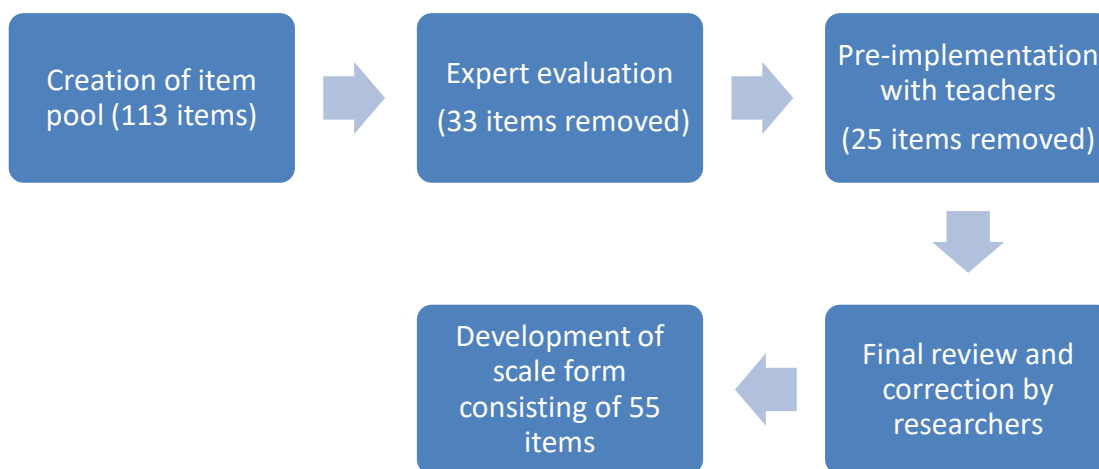 Creation of item
pool (113 items)
Expert evaluation
(33 items removed)
Pre-implementation
with teachers
(25 items removed)
Final review and
correction by
researchers
Development of
scale form
consisting of 55
items